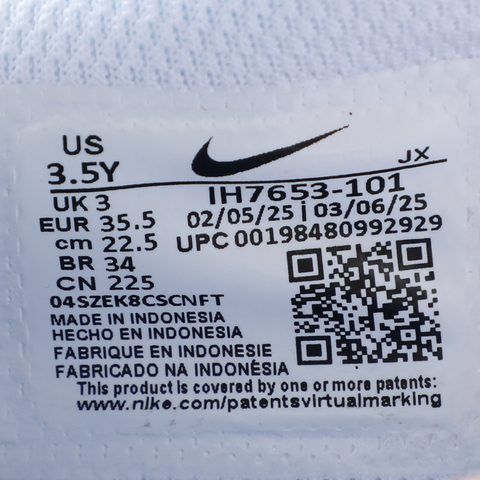 US
3.5Y
JX
UK 3
IH7653-101
EUR 35.5
02/05/25 | 03/06/25
cm 22.5
UPC 00198480992929
BR 34
CN 225
04SZEK8CSCNFT
MADE IN INDONESIA
HECHO EN INDONESIA
FABRIQUE EN INDONESIE
FABRICADO NA INDONÉSIA
This product is covered by one or more patents:
www.nike.com/patentsvirtualmarking